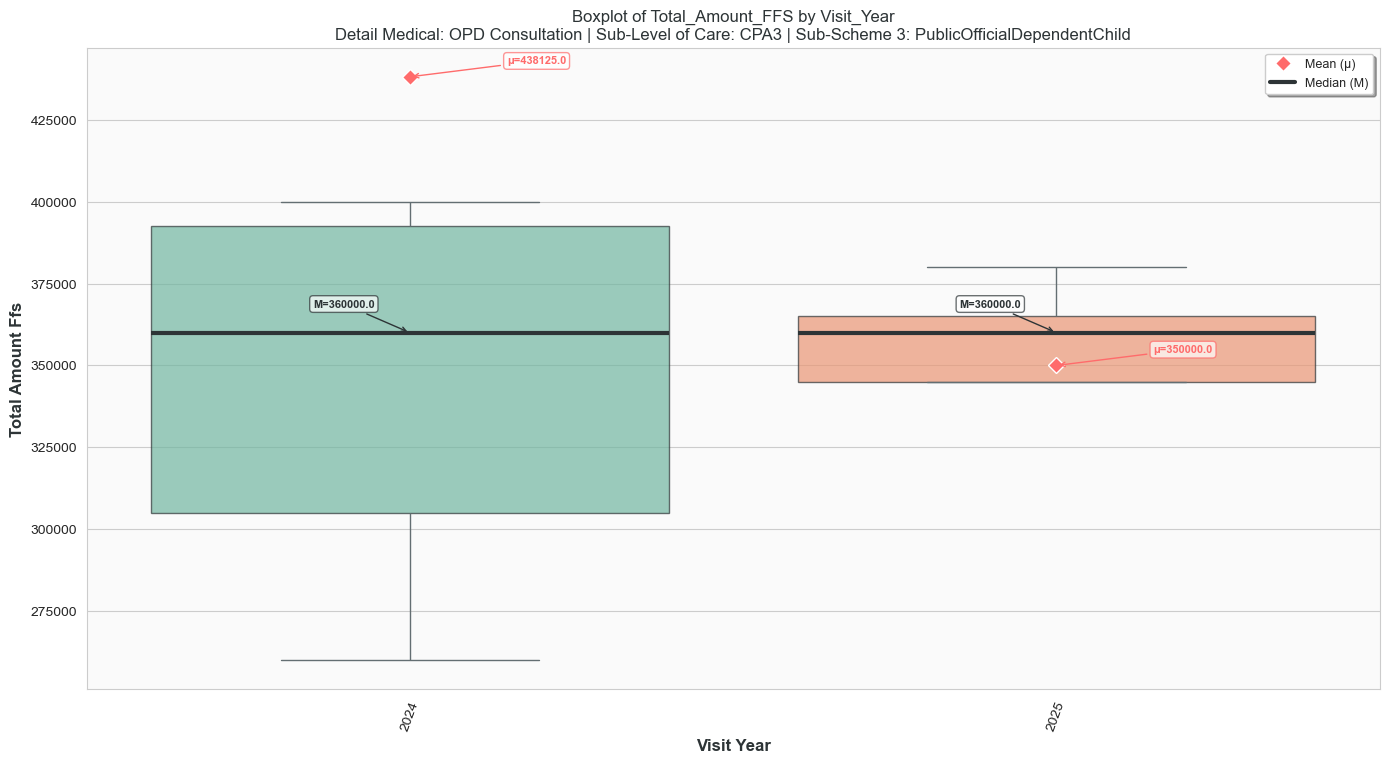 Boxplot of Total_Amount_FFS by Visit_Year
Detail Medical: OPD Consultation | Sub-Level of Care: CPA3 | Sub-Scheme 3: PublicOfficialDependentChild
μ=438125.0
Mean (μ)
Median (M)
425000
400000
375000
350000
325000
300000
275000
Total Amount Ffs
M=360000.0
M=360000.0
μ=350000.0
2024
2025
Visit Year